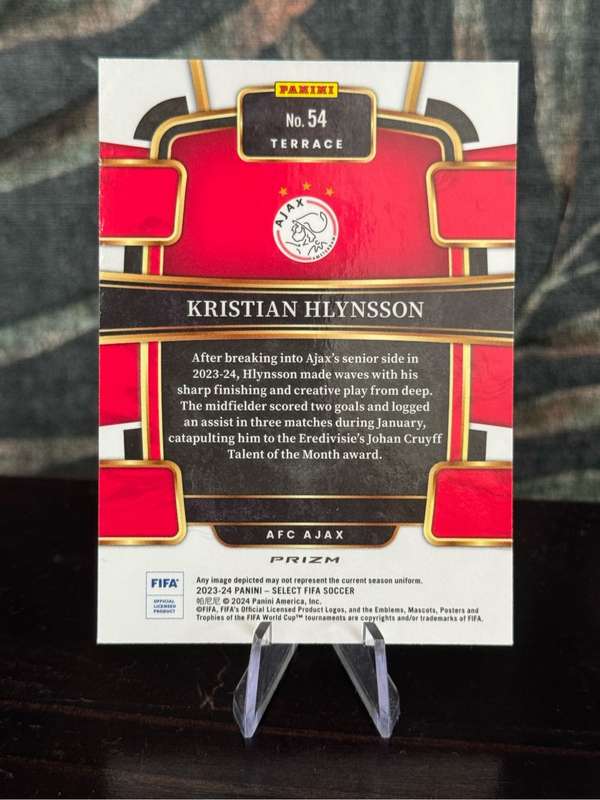 PANINI
No. 54
TERRACE
AJAX
AMSTERDAM
KRISTIAN HLYNSSON
After breaking into Ajax's senior side in
2023-24, Hlynsson made waves with his
sharp finishing and creative play from deep.
The midfielder scored two goals and logged
an assist in three matches during January,
catapulting him to the Eredivisie's Johan Cruyff
Talent of the Month award.
AFC AJAX
PRIZM
FIFA
OFFICIAL
LICENSED
PRODUCT
Any image depicted may not represent the current season uniform.
2023-24 PANINI – SELECT FIFA SOCCER
帕尼尼 © 2024 Panini America, Inc.
©FIFA, FIFA's Official Licensed Product Logos, and the Emblems, Mascots, Posters and
Trophies of the FIFA World Cup™ tournaments are copyrights and/or trademarks of FIFA.